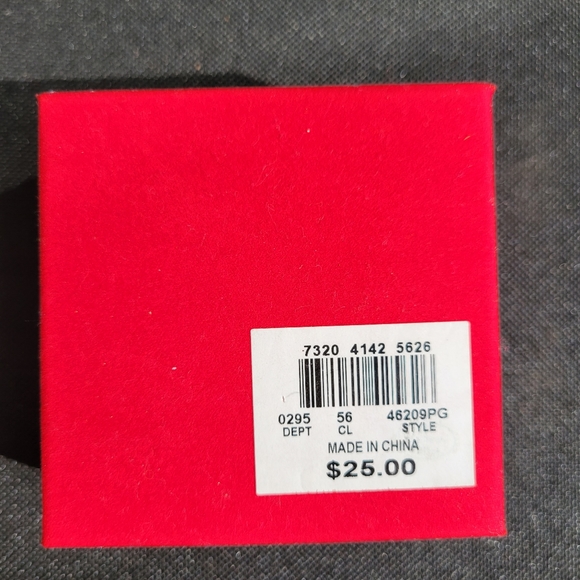 7320 4142 5626
0295 56 46209PG
DEPT CL STYLE
MADE IN CHINA
$25.00